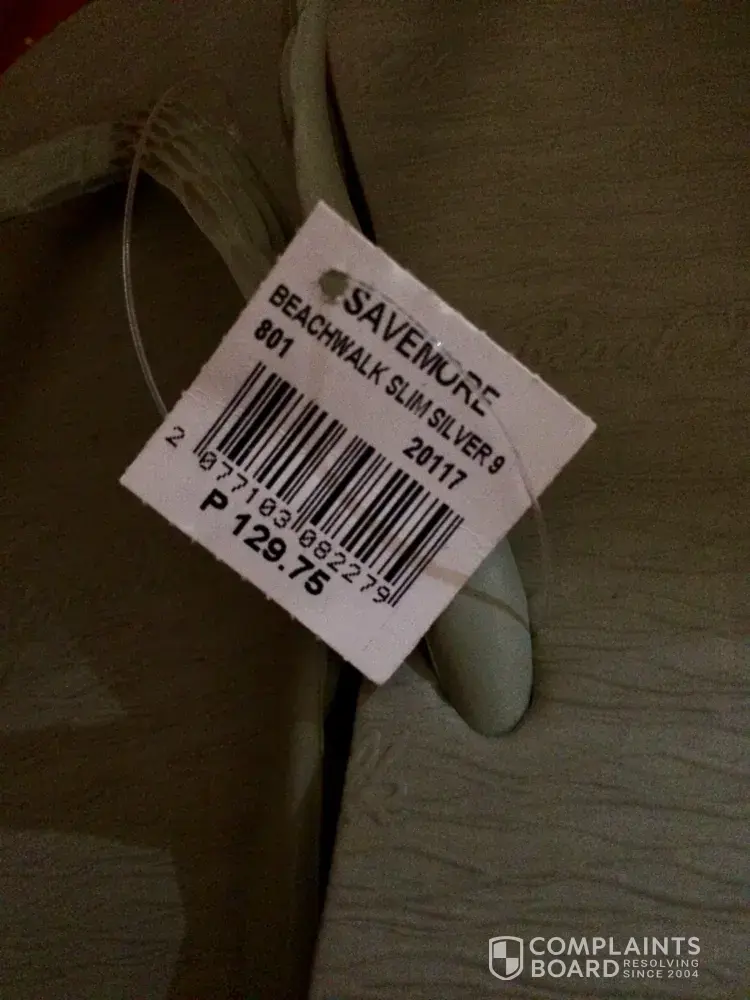 SAVEMORE
BEACHWALK SLIM SILVER 9
801
20117
2 077103 082279
P 129.75
COMPLAINTS
BOARD RESOLVING
SINCE 2004